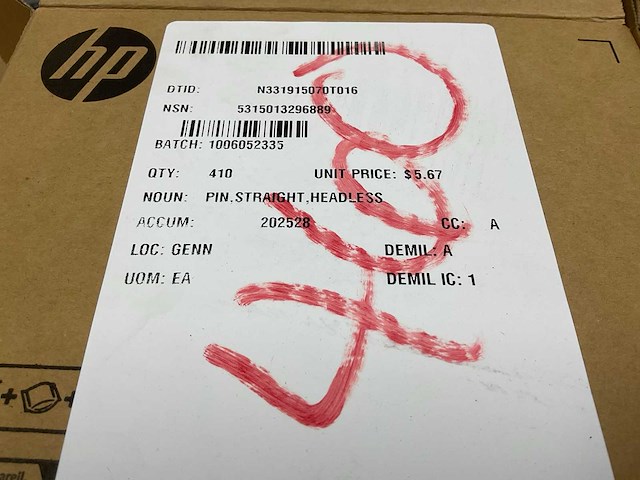 hp
DTID: N331915070T016
NSN: 5315013296889
BATCH: 1006052335
QTY: 410 UNIT PRICE: $5.67
NOUN: PIN,STRAIGHT,HEADLESS
ACCUM: 202528 CC: A
LOC: GENN DEMIL: A
UOM: EA DEMIL IC: 1
areil